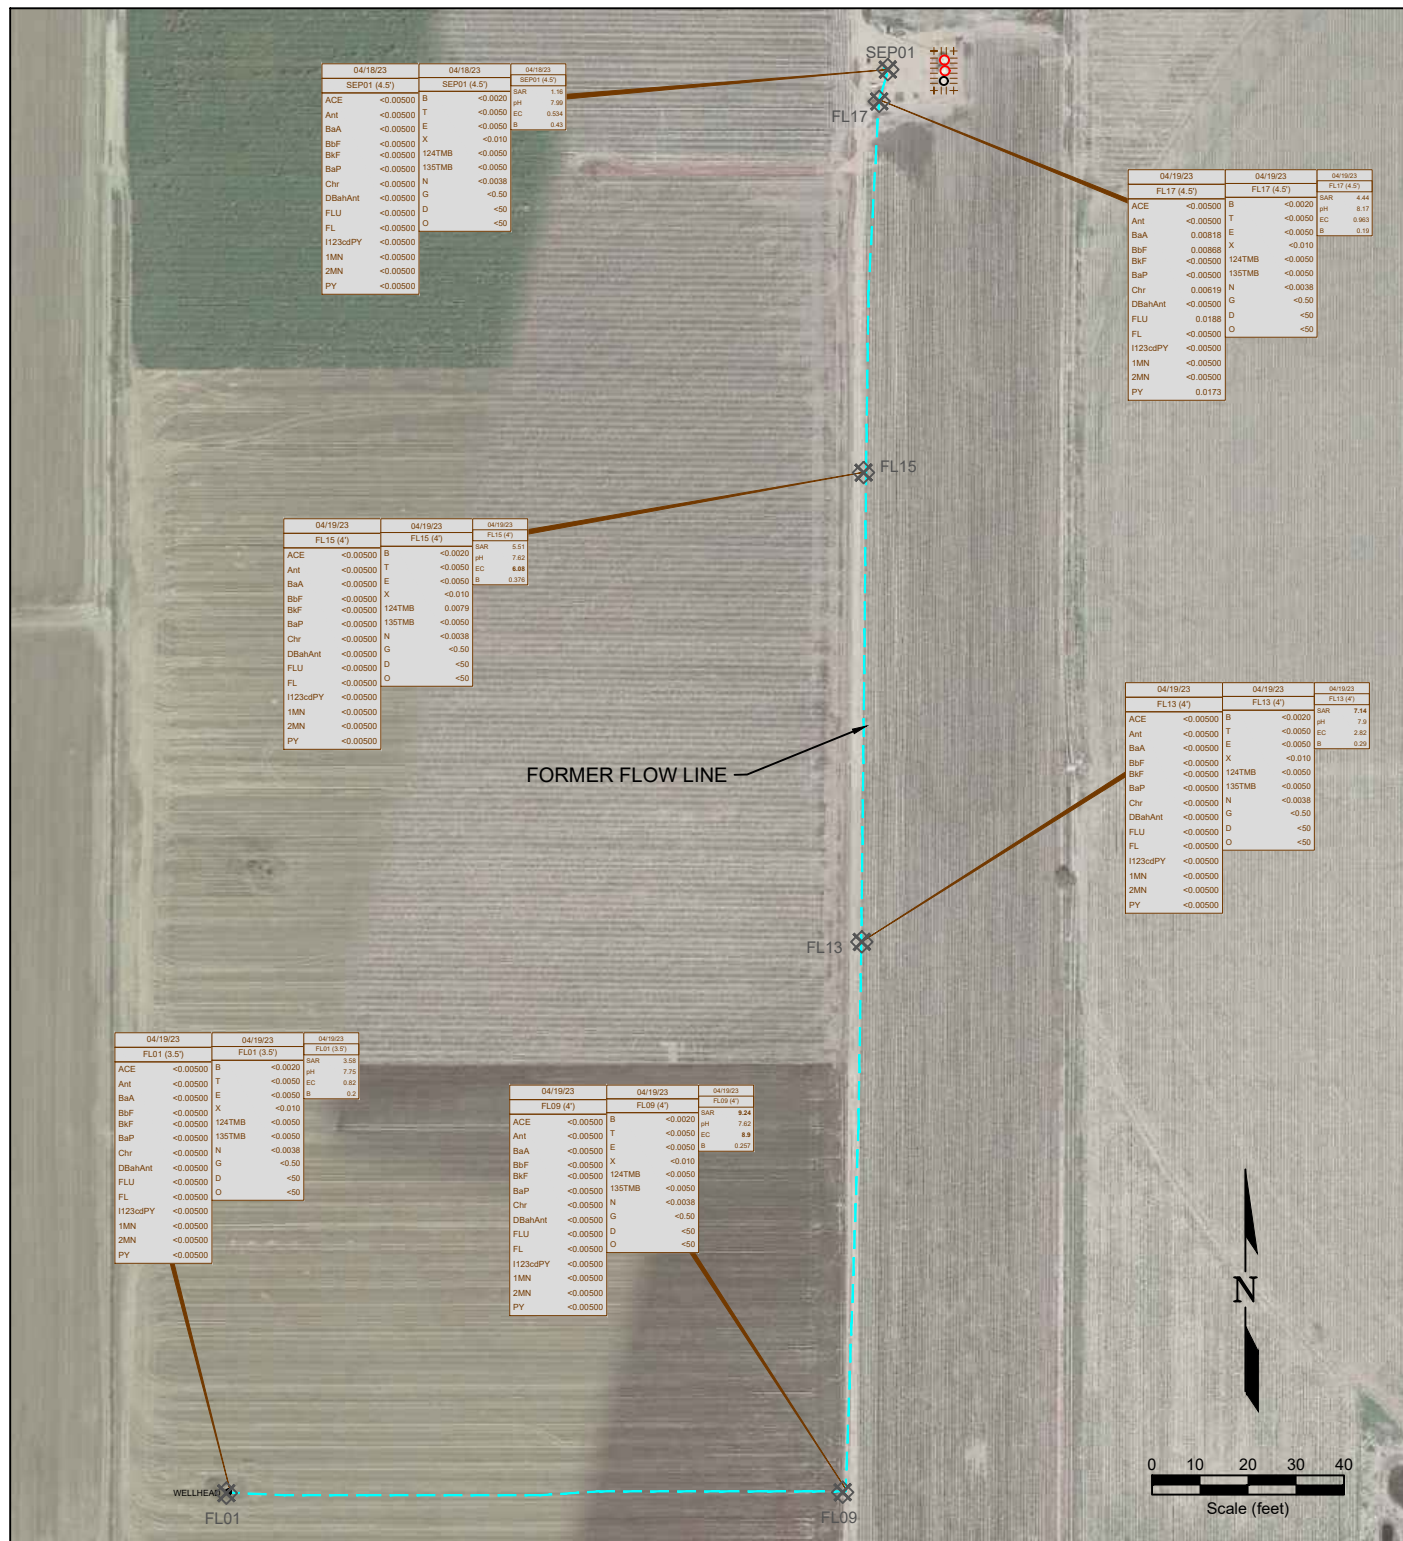 SEP01
FL17
04/18/23 04/18/23 04/18/23
SEP01 (4.5') SEP01 (4.5') SEP01 (4.5')
ACE <0.00500
Ant <0.00500
BaA <0.00500
BbF <0.00500
BkF <0.00500
BaP <0.00500
Chr <0.00500
DBahAnt <0.00500
FLU <0.00500
FL <0.00500
I123cdPY <0.00500
1MN <0.00500
2MN <0.00500
PY <0.00500
B <0.0020
T <0.0050
E <0.0050
X <0.010
124TMB <0.0050
135TMB <0.0050
N <0.0038
G <0.50
D <50
O <50
SAR 1.16
pH 7.99
EC 0.534
B 0.43
04/19/23 04/19/23 04/19/23
FL17 (4.5') FL17 (4.5') FL17 (4.5')
ACE <0.00500
Ant <0.00500
BaA 0.00818
BbF 0.00868
BkF <0.00500
BaP <0.00500
Chr 0.00619
DBahAnt <0.00500
FLU 0.0188
FL <0.00500
I123cdPY <0.00500
1MN <0.00500
2MN <0.00500
PY 0.0173
B <0.0020
T <0.0050
E <0.0050
X <0.010
124TMB <0.0050
135TMB <0.0050
N <0.0038
G <0.50
D <50
O <50
SAR 4.44
pH 8.17
EC 0.963
B 0.19
FL15
04/19/23 04/19/23 04/19/23
FL15 (4') FL15 (4') FL15 (4')
ACE <0.00500
Ant <0.00500
BaA <0.00500
BbF <0.00500
BkF <0.00500
BaP <0.00500
Chr <0.00500
DBahAnt <0.00500
FLU <0.00500
FL <0.00500
I123cdPY <0.00500
1MN <0.00500
2MN <0.00500
PY <0.00500
B <0.0020
T <0.0050
E <0.0050
X <0.010
124TMB 0.0079
135TMB <0.0050
N <0.0038
G <0.50
D <50
O <50
SAR 5.51
pH 7.62
EC 6.08
B 0.376
FORMER FLOW LINE
04/19/23 04/19/23 04/19/23
FL13 (4') FL13 (4') FL13 (4')
ACE <0.00500
Ant <0.00500
BaA <0.00500
BbF <0.00500
BkF <0.00500
BaP <0.00500
Chr <0.00500
DBahAnt <0.00500
FLU <0.00500
FL <0.00500
I123cdPY <0.00500
1MN <0.00500
2MN <0.00500
PY <0.00500
B <0.0020
T <0.0050
E <0.0050
X <0.010
124TMB <0.0050
135TMB <0.0050
N <0.0038
G <0.50
D <50
O <50
SAR 7.14
pH 7.9
EC 2.82
B 0.29
FL13
04/19/23 04/19/23 04/19/23
FL01 (3.5') FL01 (3.5') FL01 (3.5')
ACE <0.00500
Ant <0.00500
BaA <0.00500
BbF <0.00500
BkF <0.00500
BaP <0.00500
Chr <0.00500
DBahAnt <0.00500
FLU <0.00500
FL <0.00500
I123cdPY <0.00500
1MN <0.00500
2MN <0.00500
PY <0.00500
B <0.0020
T <0.0050
E <0.0050
X <0.010
124TMB <0.0050
135TMB <0.0050
N <0.0038
G <0.50
D <50
O <50
SAR 3.58
pH 7.75
EC 0.82
B 0.2
04/19/23 04/19/23 04/19/23
FL09 (4') FL09 (4') FL09 (4')
ACE <0.00500
Ant <0.00500
BaA <0.00500
BbF <0.00500
BkF <0.00500
BaP <0.00500
Chr <0.00500
DBahAnt <0.00500
FLU <0.00500
FL <0.00500
I123cdPY <0.00500
1MN <0.00500
2MN <0.00500
PY <0.00500
B <0.0020
T <0.0050
E <0.0050
X <0.010
124TMB <0.0050
135TMB <0.0050
N <0.0038
G <0.50
D <50
O <50
SAR 9.24
pH 7.62
EC 8.9
B 0.257
N
0 10 20 30 40
Scale (feet)
WELLHEAD
FL01
FL09